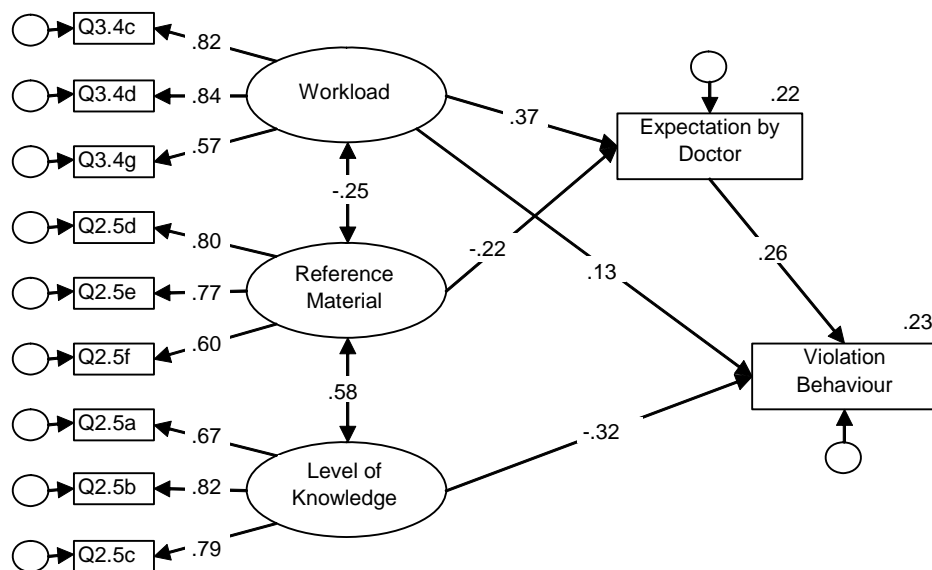 Q3.4c
.82
Q3.4d
.84
Workload
Q3.4g
.57
.37
.22
Expectation by
Doctor
-.25
Q2.5d
.80
Q2.5e
.77
Reference
Material
-.22
.13
.26
Q2.5f
.60
.23
Violation
Behaviour
.58
Q2.5a
.67
Q2.5b
.82
Level of
Knowledge
-.32
Q2.5c
.79